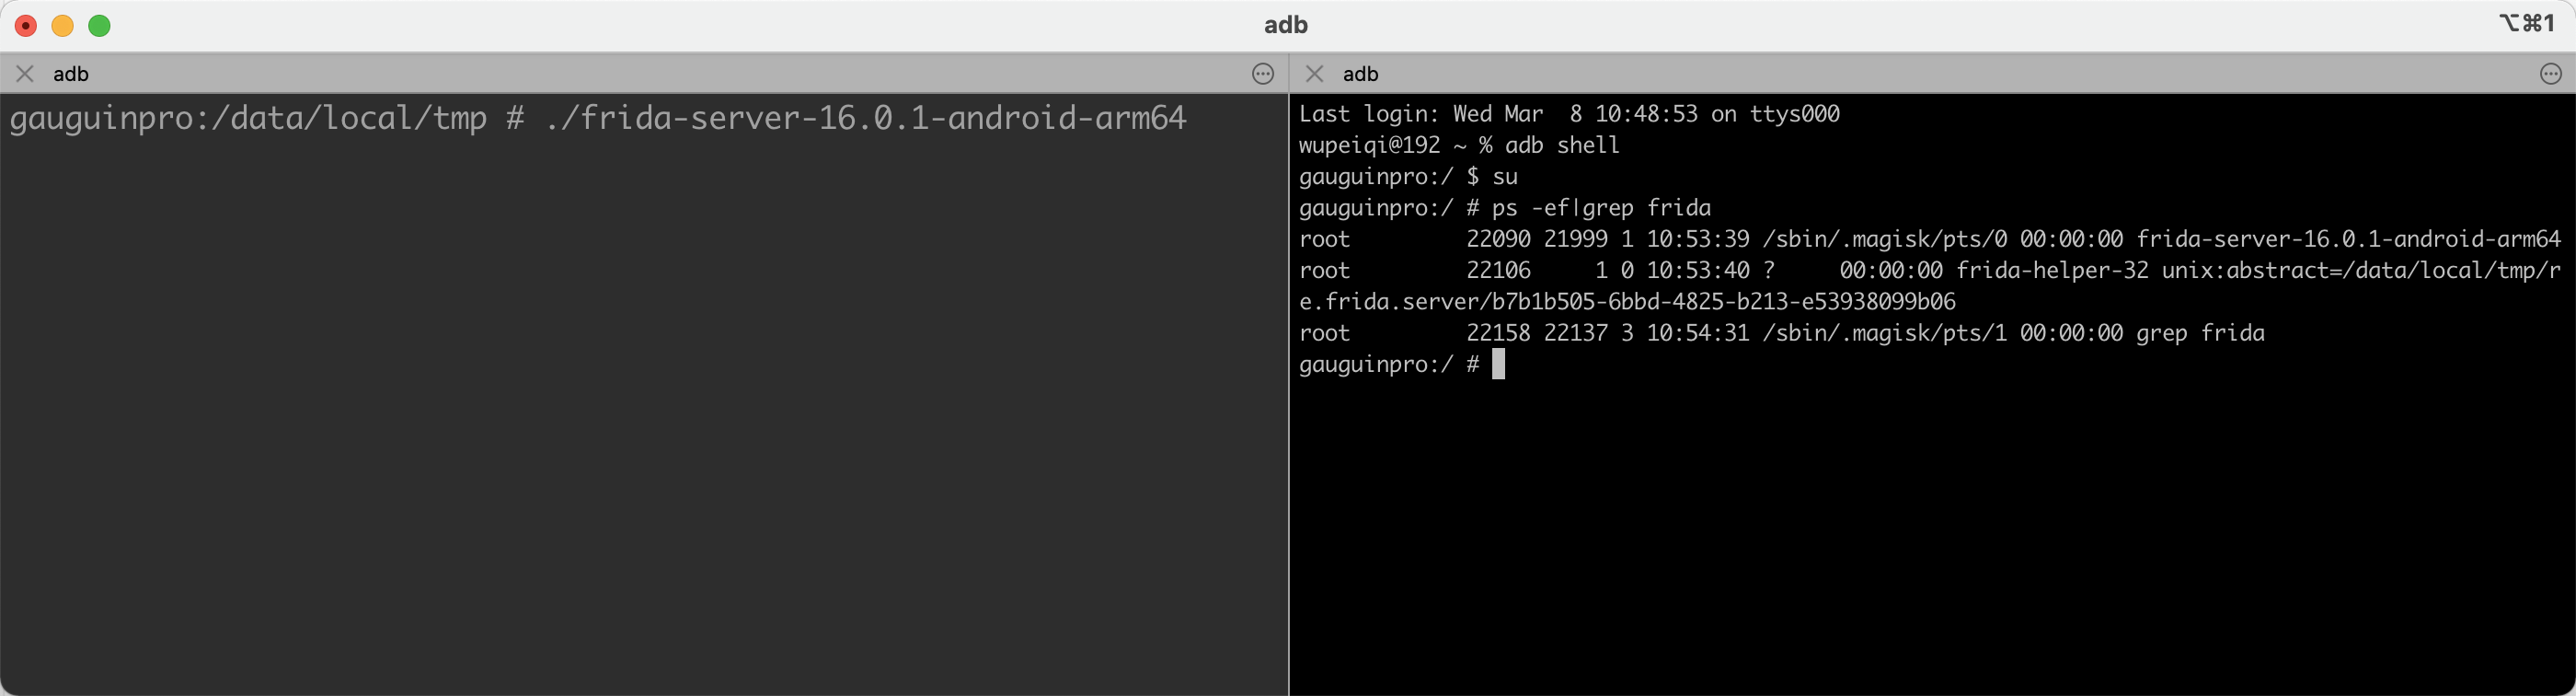 adb
⌥⌘1
adb
gauguinpro:/data/local/tmp # ./frida-server-16.0.1-android-arm64
adb
Last login: Wed Mar  8 10:48:53 on ttys000
wupeiqi@192 ~ % adb shell
gauguinpro:/ $ su
gauguinpro:/ # ps -ef|grep frida
root         22090 21999 1 10:53:39 /sbin/.magisk/pts/0 00:00:00 frida-server-16.0.1-android-arm64
root         22106     1 0 10:53:40 ?     00:00:00 frida-helper-32 unix:abstract=/data/local/tmp/r
e.frida.server/b7b1b505-6bbd-4825-b213-e53938099b06
root         22158 22137 3 10:54:31 /sbin/.magisk/pts/1 00:00:00 grep frida
gauguinpro:/ #